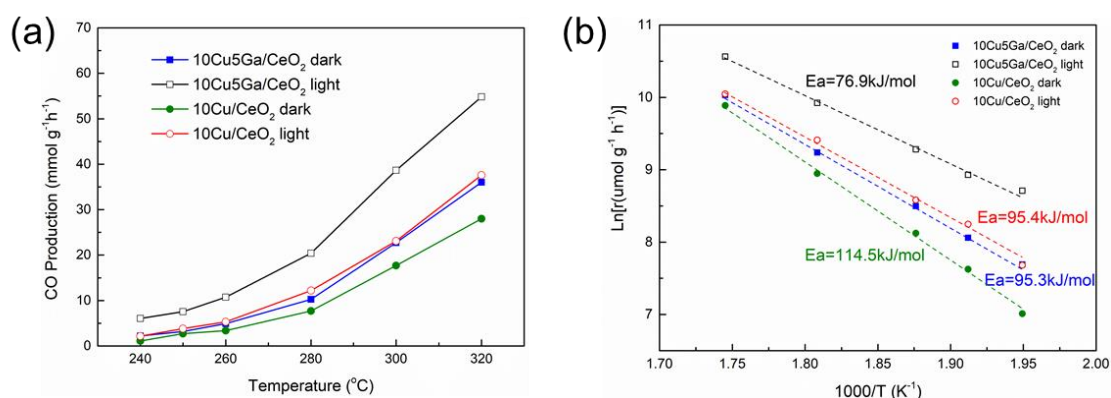 (a)
70
60
50
40
30
20
10
0
CO Production (mmol g⁻¹h⁻¹)
10Cu5Ga/CeO₂ dark
10Cu5Ga/CeO₂ light
10Cu/CeO₂ dark
10Cu/CeO₂ light
240 260 280 300 320
Temperature (°C)
(b)
11
10
9
8
7
Ln[r(umol g⁻¹ h⁻¹)]
10Cu5Ga/CeO₂ dark
10Cu5Ga/CeO₂ light
10Cu/CeO₂ dark
10Cu/CeO₂ light
Ea=76.9kJ/mol
Ea=95.4kJ/mol
Ea=114.5kJ/mol
Ea=95.3kJ/mol
1.70 1.75 1.80 1.85 1.90 1.95 2.00
1000/T (K⁻¹)